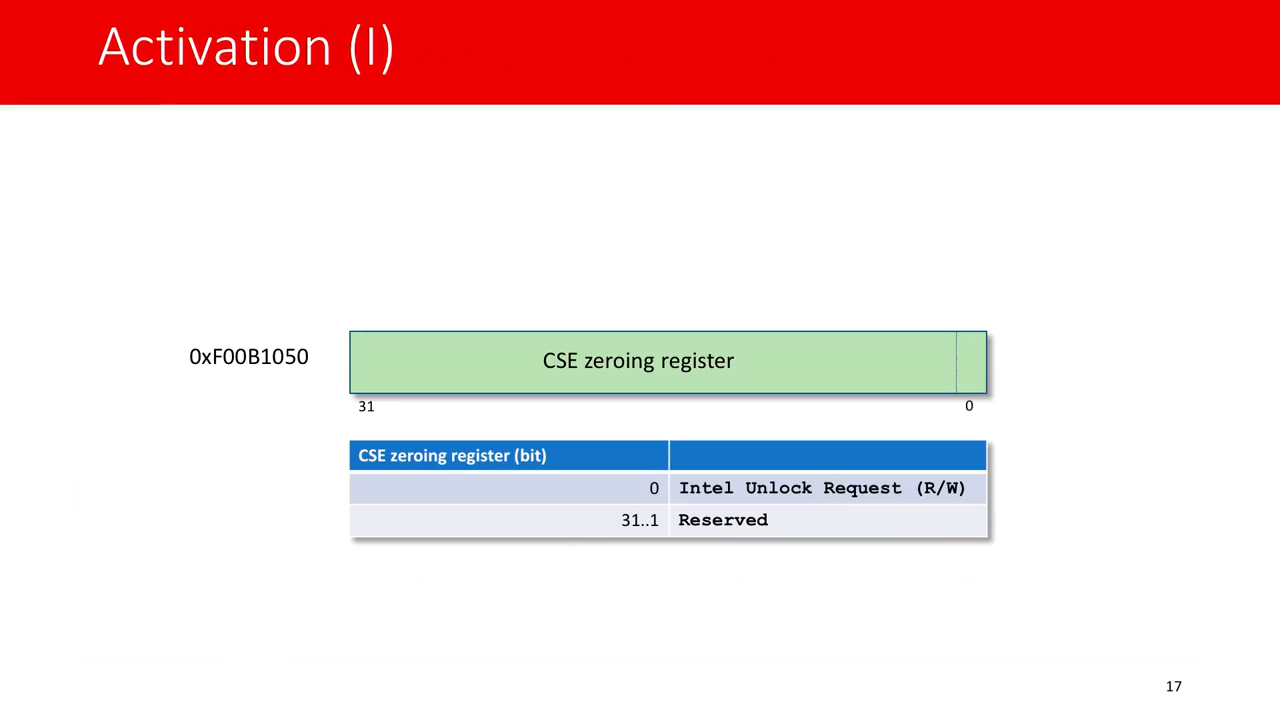 Activation (I)
0xF00B1050
CSE zeroing register
31 0
CSE zeroing register (bit)
0 Intel Unlock Request (R/W)
31..1 Reserved
17